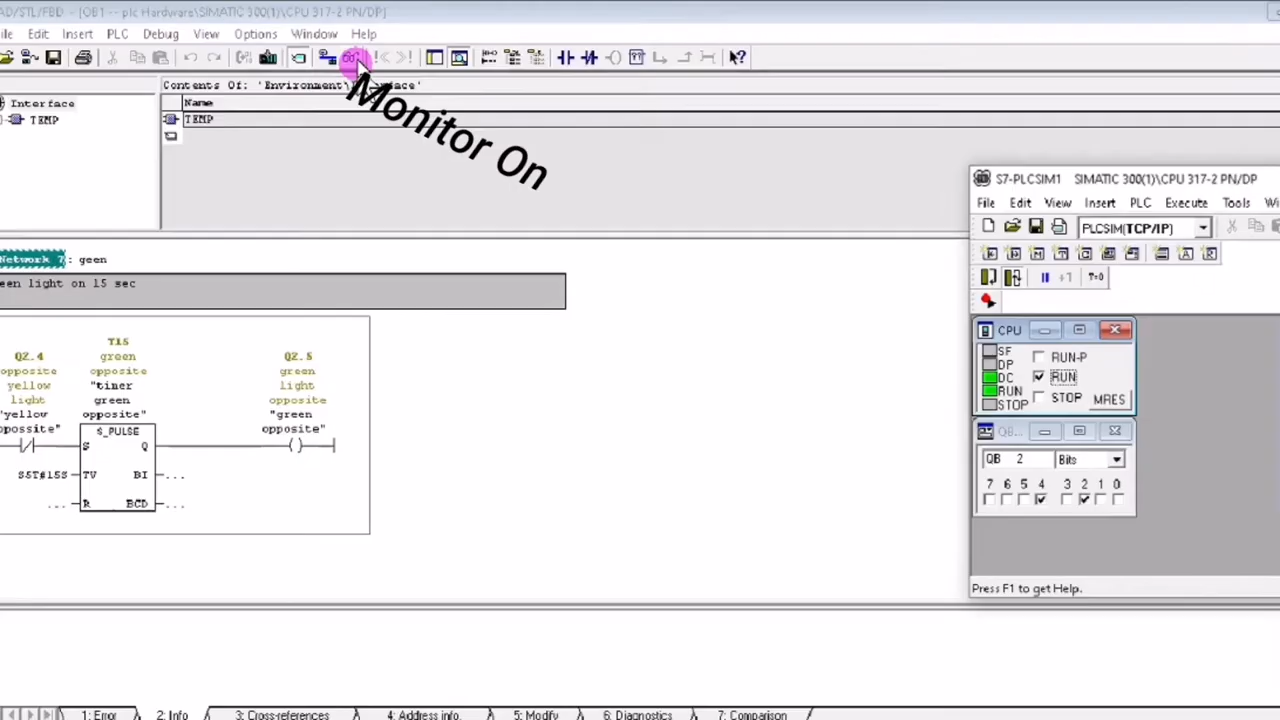 AD/STL/FBD - [OB1 -- plc Hardware\SIMATIC 300(1)\CPU 317-2 PN/DP]
File Edit Insert PLC Debug View Options Window Help
Contents Of: 'Environment\Interface'
Interface
Name
TEMP
TEMP
Monitor On
Network 7: geen
een light on 15 sec
Q2.4
opposite
yellow
light
"yellow
opossite"
T15
green
opposite
"timer
green
opposite"
Q2.5
green
light
opposite
"green
opposite"
S_PULSE
S Q
S5T#15S TV BI ...
... R BCD ...
S7-PLCSIM1 SIMATIC 300(1)\CPU 317-2 PN/DP
File Edit View Insert PLC Execute Tools Wi
PLCSIM(TCP/IP)
+1 T=0
CPU
SF
DP
DC
RUN
STOP
RUN-P
RUN
STOP MRES
QB...
QB 2 Bits
7 6 5 4 3 2 1 0
Press F1 to get Help.
1: Error 2: Info 3: Cross-references 4: Address info. 5: Modify 6: Diagnostics 7: Comparison